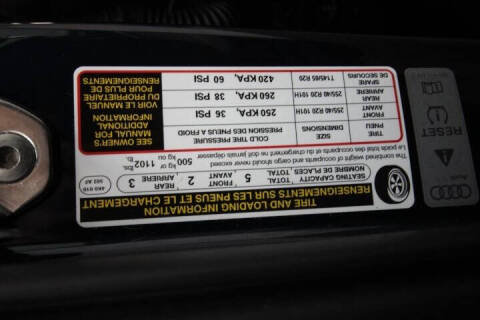 TIRE AND LOADING INFORMATION
RENSEIGNEMENTS SUR LES PNEUS ET LE CHARGEMENT
SEATING CAPACITY TOTAL 5 FRONT 2 REAR 3
NOMBRE DE PLACES, TOTAL AVANT ARRIERE
The combined weight of occupants and cargo should never exceed 500 kg or 1102 lbs.
Le poids total des occupants et du chargement ne doit jamais dépasser kg ou lbs.
TIRE SIZE COLD TIRE PRESSURE
PNEU DIMENSIONS PRESSION DES PNEUS A FROID
FRONT 255/40 R20 101H 250 KPA, 36 PSI
AVANT
REAR 255/40 R20 101H 260 KPA, 38 PSI
ARRIERE
SPARE T145/65 R20 420 KPA, 60 PSI
DE SECOURS
SEE OWNER'S
MANUAL FOR
ADDITIONAL
INFORMATION
VOIR LE MANUEL
DU PROPRIETAIRE
POUR PLUS DE
RENSEIGNEMENTS
RESET
Audi